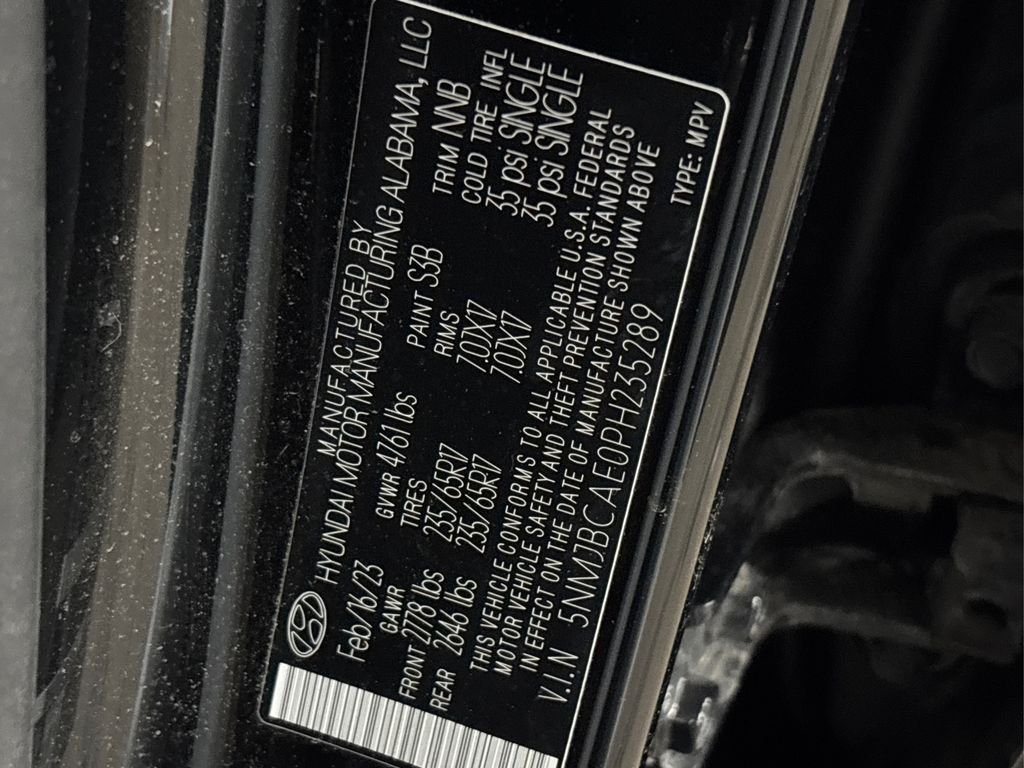 MANUFACTURED BY
HYUNDAI MOTOR MANUFACTURING ALABAMA, LLC
Feb/16/23 GVWR 4761 lbs PAINT S3B TRIM NNB
GAWR TIRES RIMS COLD TIRE INFL
FRONT 2778 lbs 235/65R17 7.0JX17 35 psi SINGLE
REAR 2646 lbs 235/65R17 7.0JX17 35 psi SINGLE
THIS VEHICLE CONFORMS TO ALL APPLICABLE U.S.A. FEDERAL
MOTOR VEHICLE SAFETY AND THEFT PREVENTION STANDARDS
IN EFFECT ON THE DATE OF MANUFACTURE SHOWN ABOVE
V.I.N 5NMJBCAE0PH235289 TYPE: MPV